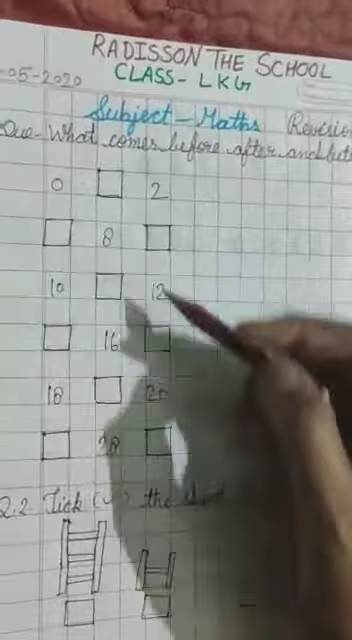 RADISSON THE SCHOOL
-05-2020 CLASS- LKG
Subject - Maths Revision
Que- What comes before after and
0 □ 2
□ 8 □
10 □ 12
□ 16 □
18 □ 20
□ 28 □
Q.2. Tick (✓) the